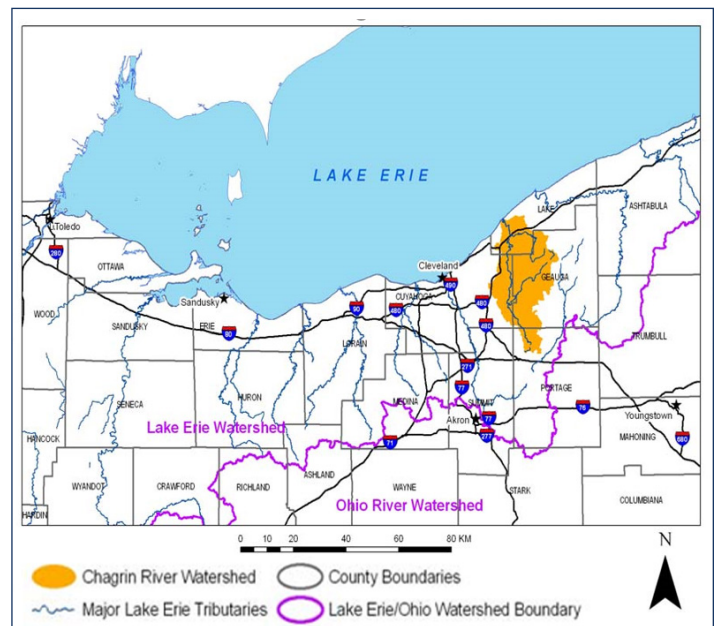 LAKE ERIE
Toledo
280
OTTAWA
WOOD
Sandusky
SANDUSKY
ERIE
80
SENECA
HURON
HANCOCK
WYANDOT
CRAWFORD
HARDIN
Lake Erie Watershed
RICHLAND
ASHLAND
LORAIN
90
480
CUYAHOGA
Cleveland
490
480
480
271
77
MEDINA
SUMMIT
Akron
77
277
71
WAYNE
STARK
Ohio River Watershed
LAKE
GEAUGA
ASHTABULA
TRUMBULL
PORTAGE
76
Youngstown
680
MAHONING
COLUMBIANA
0 10 20 40 60 80 KM
N
Chagrin River Watershed
County Boundaries
Major Lake Erie Tributaries
Lake Erie/Ohio Watershed Boundary